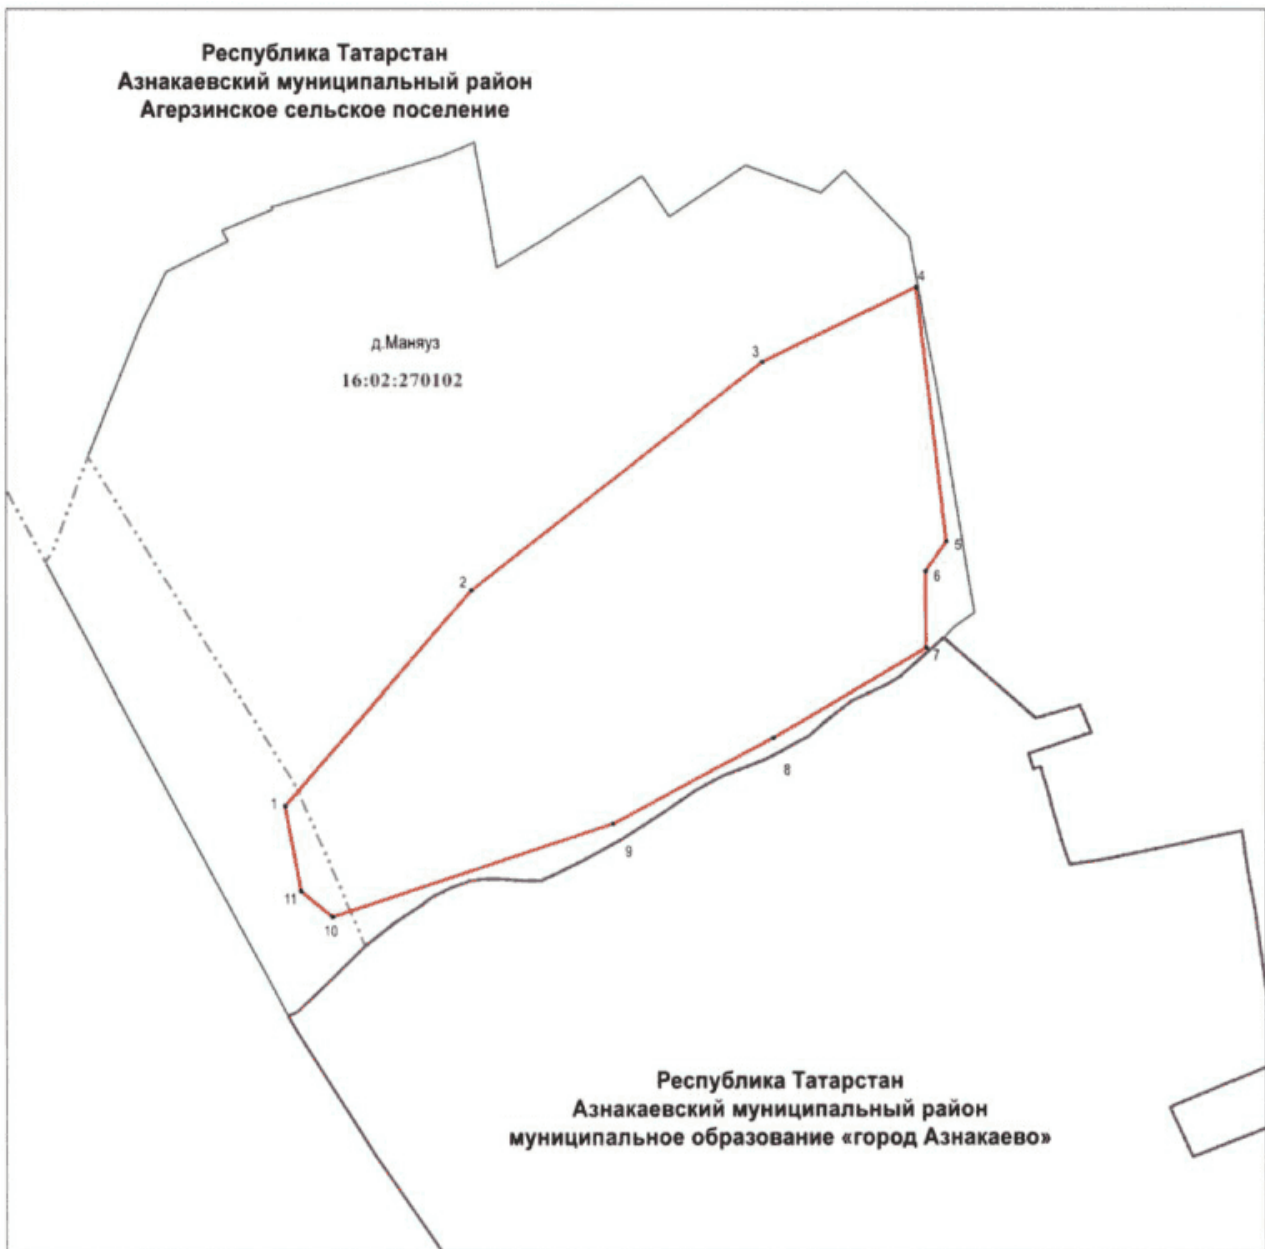 Республика Татарстан
Азнакаевский муниципальный район
Агерзинское сельское поселение
4
д.Маняуз
3
16:02:270102
5
6
2
7
8
1
9
11
10
Республика Татарстан
Азнакаевский муниципальный район
муниципальное образование «город Азнакаево»